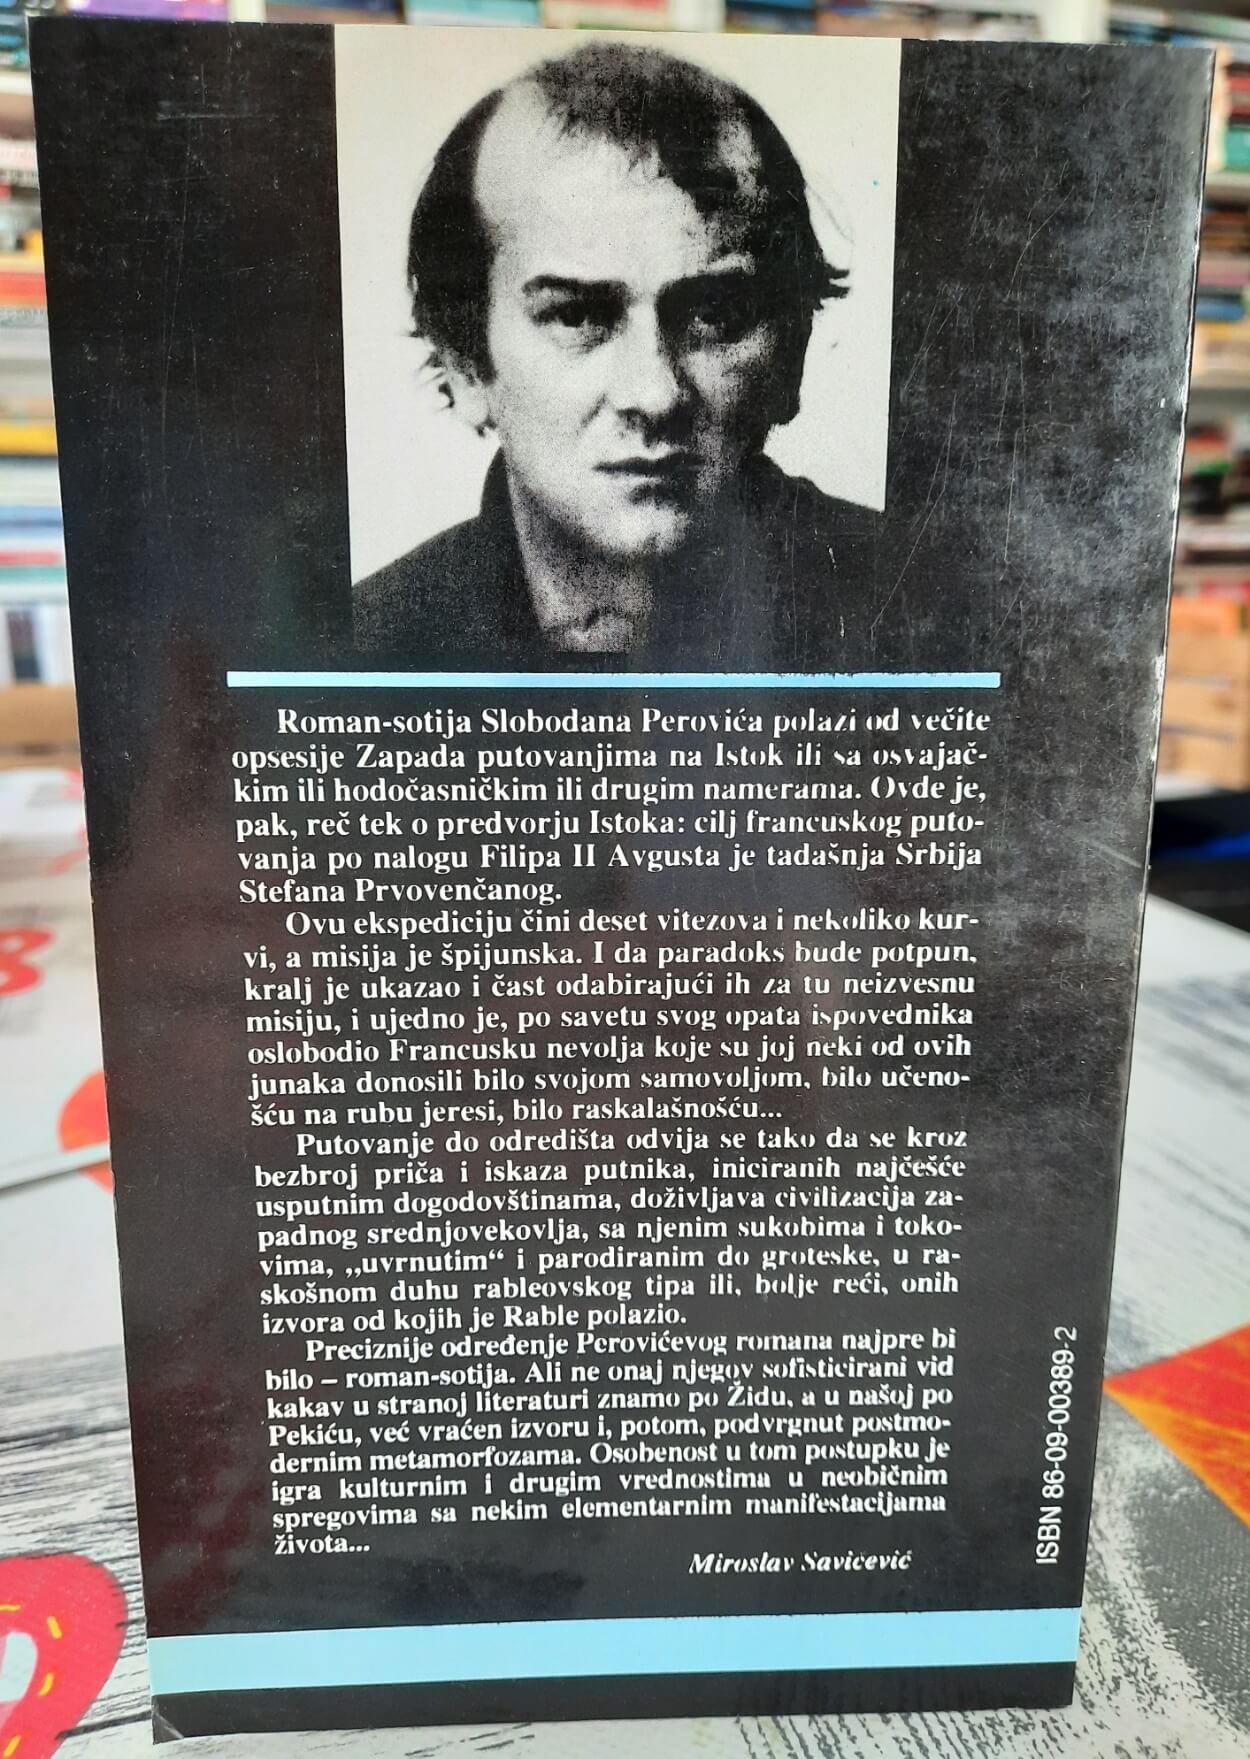 Roman-sotija Slobodana Perovića polazi od večite
opsesije Zapada putovanjima na Istok ili sa osvajač-
kim ili hodočasničkim ili drugim namerama. Ovde je,
pak, reč tek o predvorju Istoka: cilj francuskog puto-
vanja po nalogu Filipa II Avgusta je tadašnja Srbija
Stefana Prvovenčanog.
Ovu ekspediciju čini deset vitezova i nekoliko kur-
vi, a misija je špijunska. I da paradoks bude potpun,
kralj je ukazao i čast odabirajući ih za tu neizvesnu
misiju, i ujedno je, po savetu svog opata ispovednika
oslobodio Francusku nevolja koje su joj neki od ovih
junaka donosili bilo svojom samovoljom, bilo učeno-
šću na rubu jeresi, bilo raskalašnošću...
Putovanje do odredišta odvija se tako da se kroz
bezbroj priča i iskaza putnika, iniciranih najčešće
usputnim dogodovštinama, doživljava civilizacija za-
padnog srednjovekovlja, sa njenim sukobima i toko-
vima, „uvrnutim“ i parodiranim do groteske, u ra-
skošnom duhu rableovskog tipa ili, bolje reći, onih
izvora od kojih je Rable polazio.
Preciznije određenje Perovićevog romana najpre bi
bilo – roman-sotija. Ali ne onaj njegov sofisticirani vid
kakav u stranoj literaturi znamo po Židu, a u našoj po
Pekiću, već vraćen izvoru i, potom, podvrgnut postmo-
dernim metamorfozama. Osobenost u tom postupku je
igra kulturnim i drugim vrednostima u neobičnim
spregovima sa nekim elementarnim manifestacijama
života...
Miroslav Savićević
ISBN 86-09-00389-2